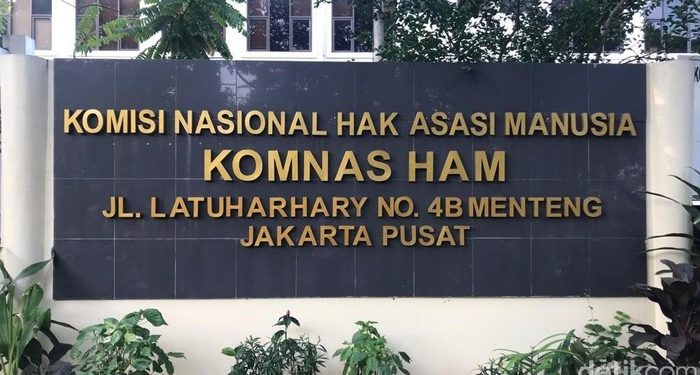 KOMISI NASIONAL HAK ASASI MANUSIA
KOMNAS HAM
JL. LATUHARHARY NO. 4B MENTENG
JAKARTA PUSAT
detikcom